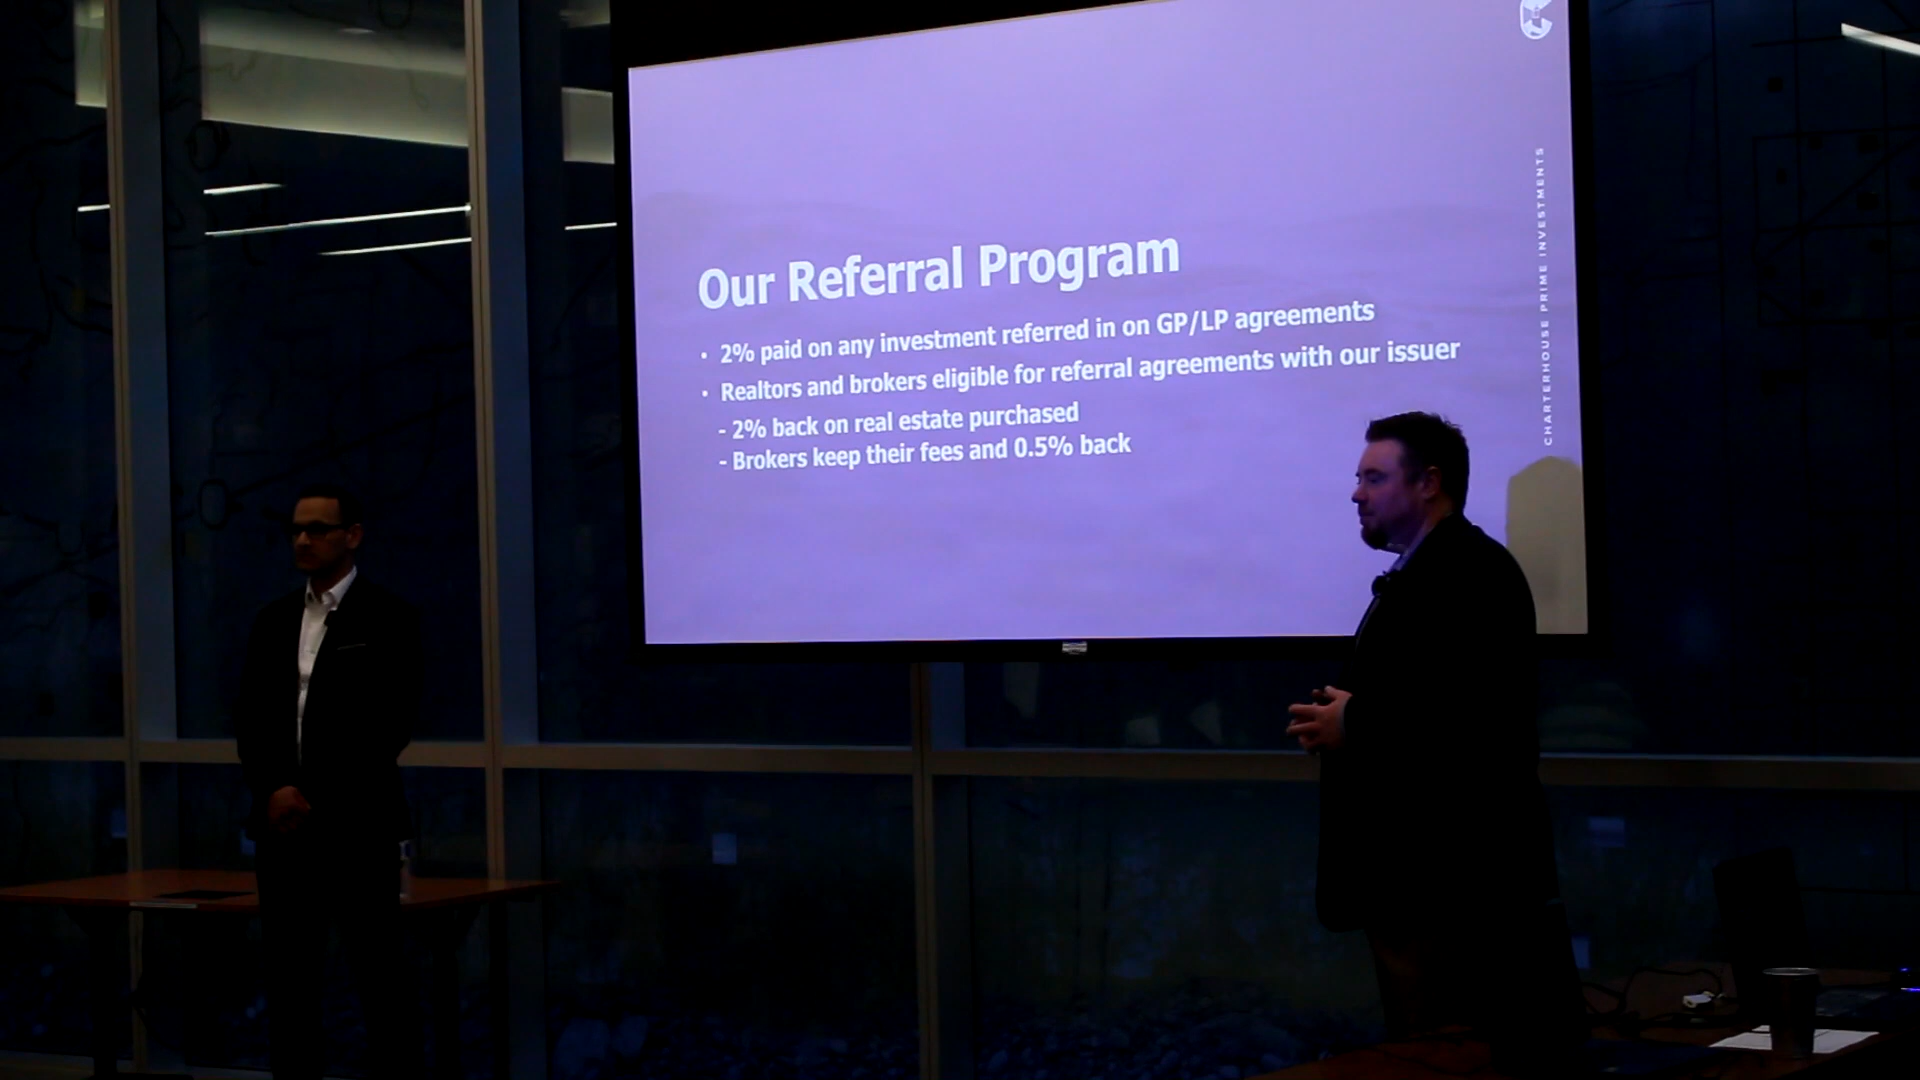 Our Referral Program
· 2% paid on any investment referred in on GP/LP agreements
· Realtors and brokers eligible for referral agreements with our issuer
- 2% back on real estate purchased
- Brokers keep their fees and 0.5% back
CHARTERHOUSE PRIME INVESTMENTS